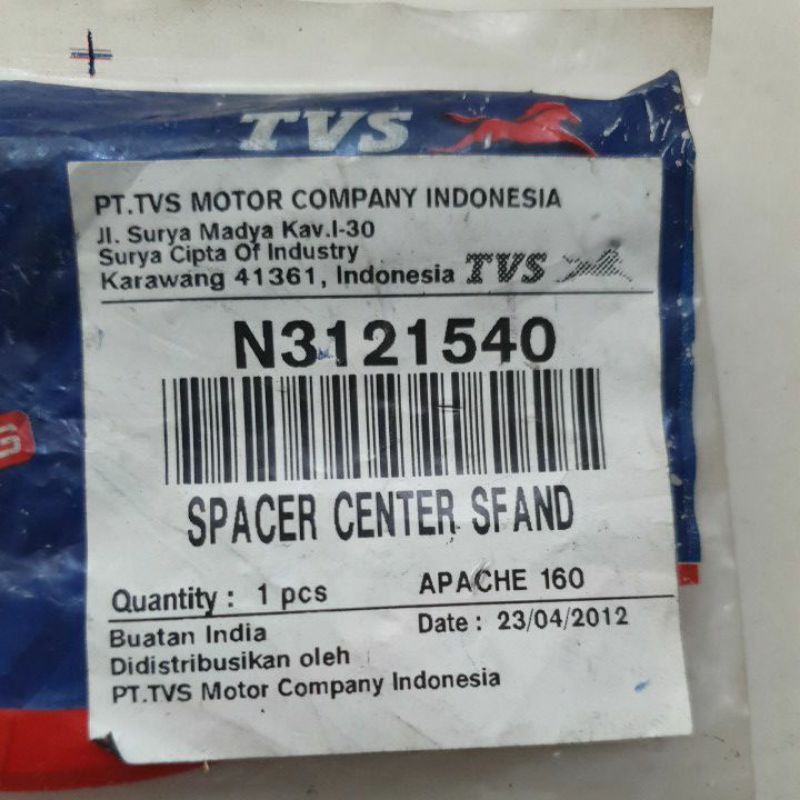 TVS
PT.TVS MOTOR COMPANY INDONESIA
Jl. Surya Madya Kav.I-30
Surya Cipta Of Industry
Karawang 41361, Indonesia TVS
N3121540
SPACER CENTER SFAND
Quantity : 1 pcs APACHE 160
Buatan India Date : 23/04/2012
Didistribusikan oleh
PT.TVS Motor Company Indonesia